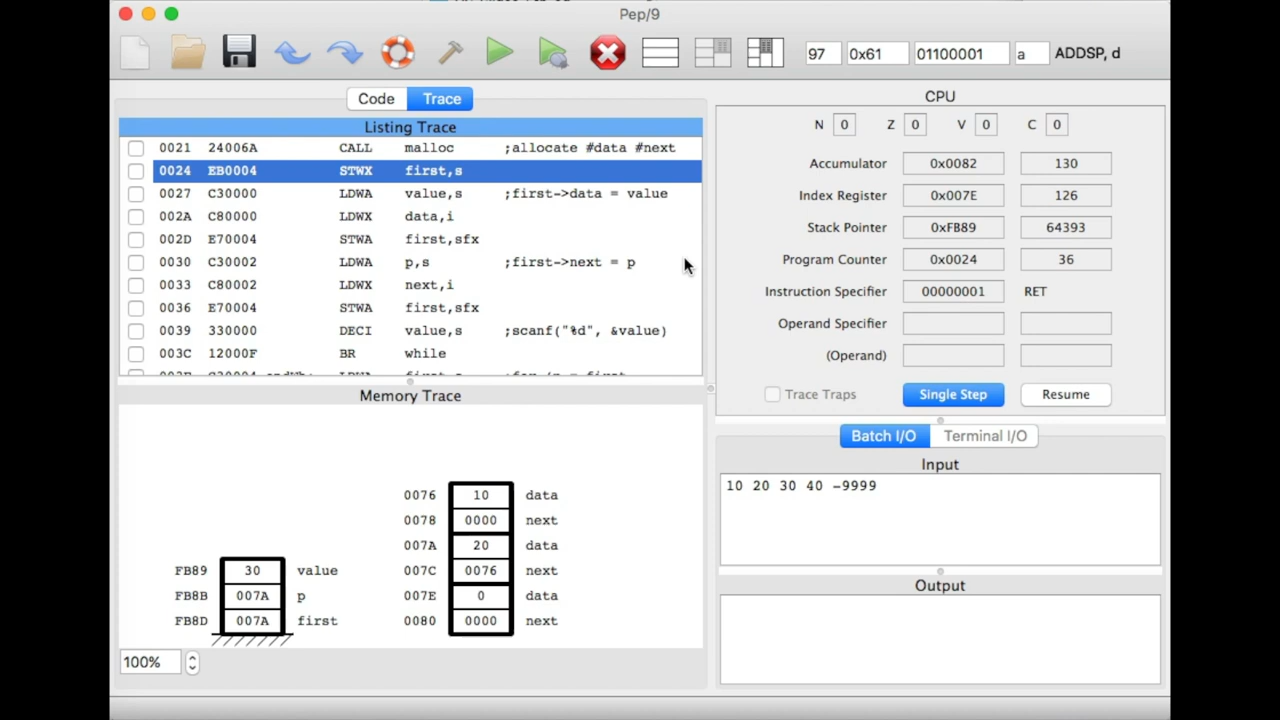 Pep/9
97 0x61 01100001 a ADDSP, d
Code Trace
Listing Trace
0021 24006A CALL malloc ;allocate #data #next
0024 EB0004 STWX first,s
0027 C30000 LDWA value,s ;first->data = value
002A C80000 LDWX data,i
002D E70004 STWA first,sfx
0030 C30002 LDWA p,s ;first->next = p
0033 C80002 LDWX next,i
0036 E70004 STWA first,sfx
0039 330000 DECI value,s ;scanf("%d", &value)
003C 12000F BR while
Memory Trace
0076 10 data
0078 0000 next
007A 20 data
FB89 30 value 007C 0076 next
FB8B 007A p 007E 0 data
FB8D 007A first 0080 0000 next
100%
CPU
N 0 Z 0 V 0 C 0
Accumulator 0x0082 130
Index Register 0x007E 126
Stack Pointer 0xFB89 64393
Program Counter 0x0024 36
Instruction Specifier 00000001 RET
Operand Specifier
(Operand)
Trace Traps Single Step Resume
Batch I/O Terminal I/O
Input
10 20 30 40 -9999
Output